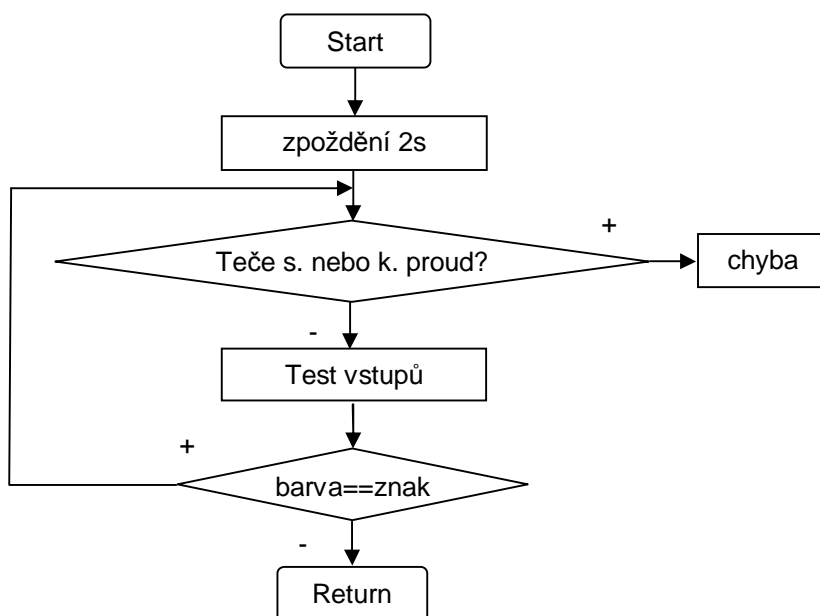 Start
zpoždění 2s
+
Teče s. nebo k. proud?
chyba
-
Test vstupů
+
barva==znak
-
Return